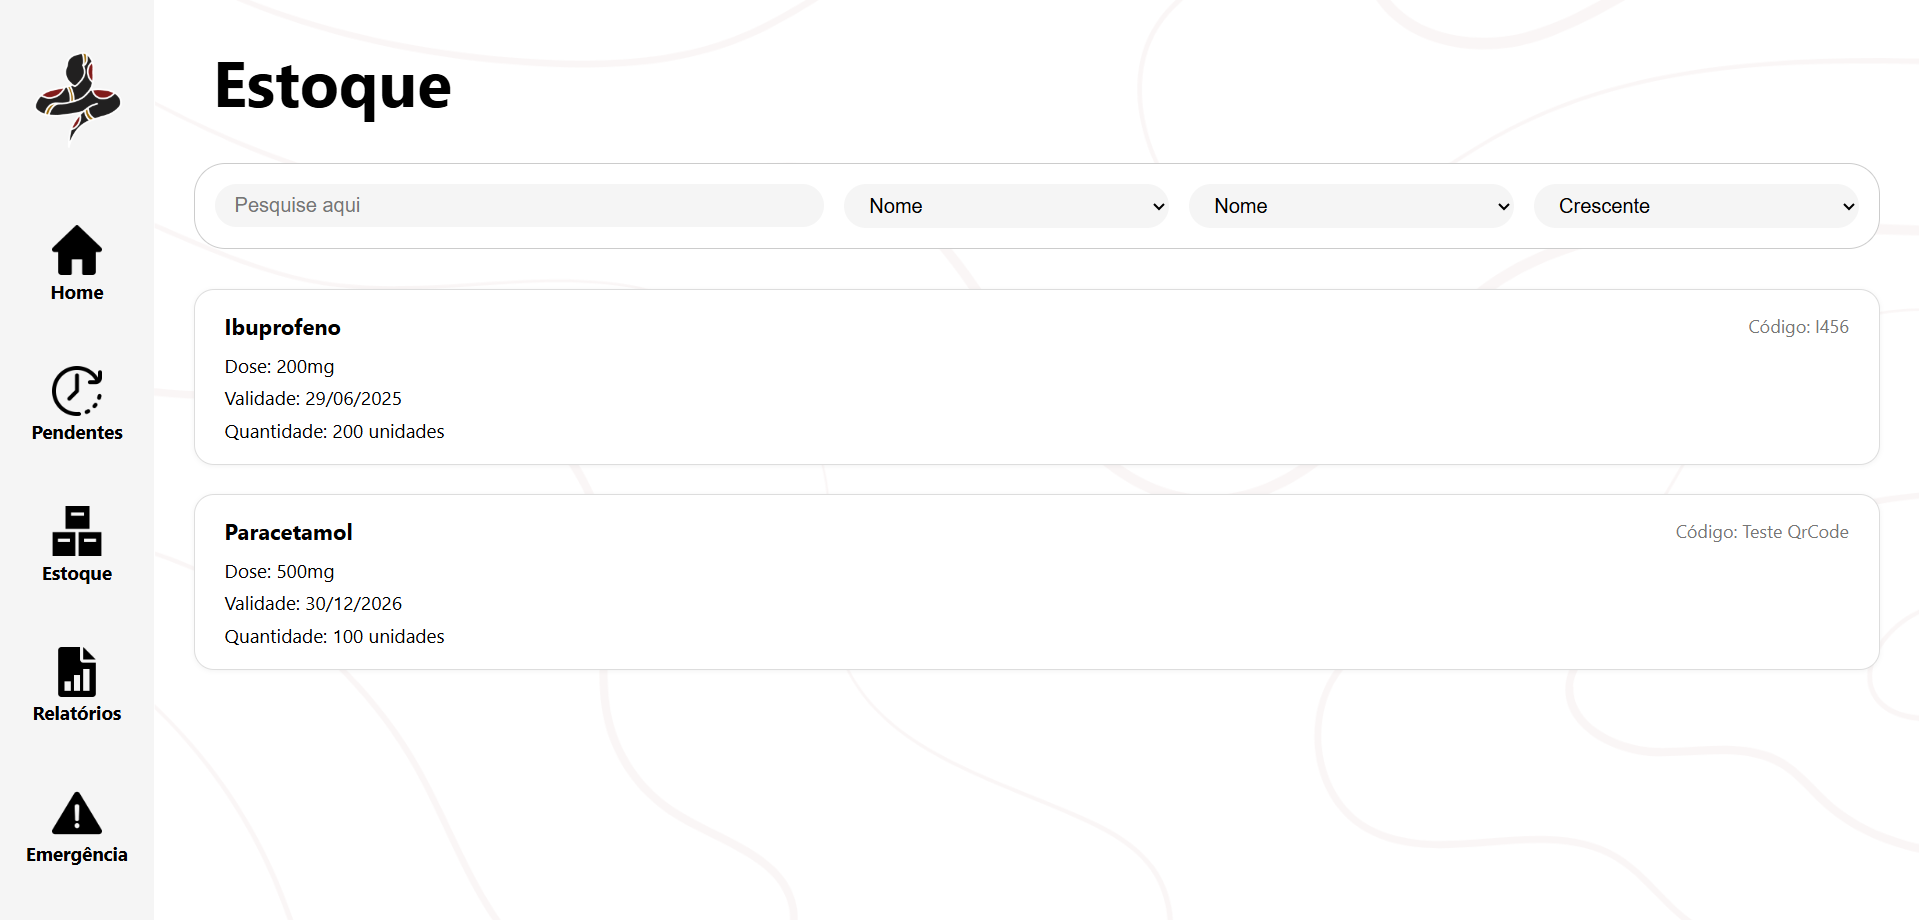 Estoque
Pesquise aqui
Nome
Nome
Crescente
Home
Pendentes
Estoque
Relatórios
Emergência
Ibuprofeno
Código: I456
Dose: 200mg
Validade: 29/06/2025
Quantidade: 200 unidades
Paracetamol
Código: Teste QrCode
Dose: 500mg
Validade: 30/12/2026
Quantidade: 100 unidades